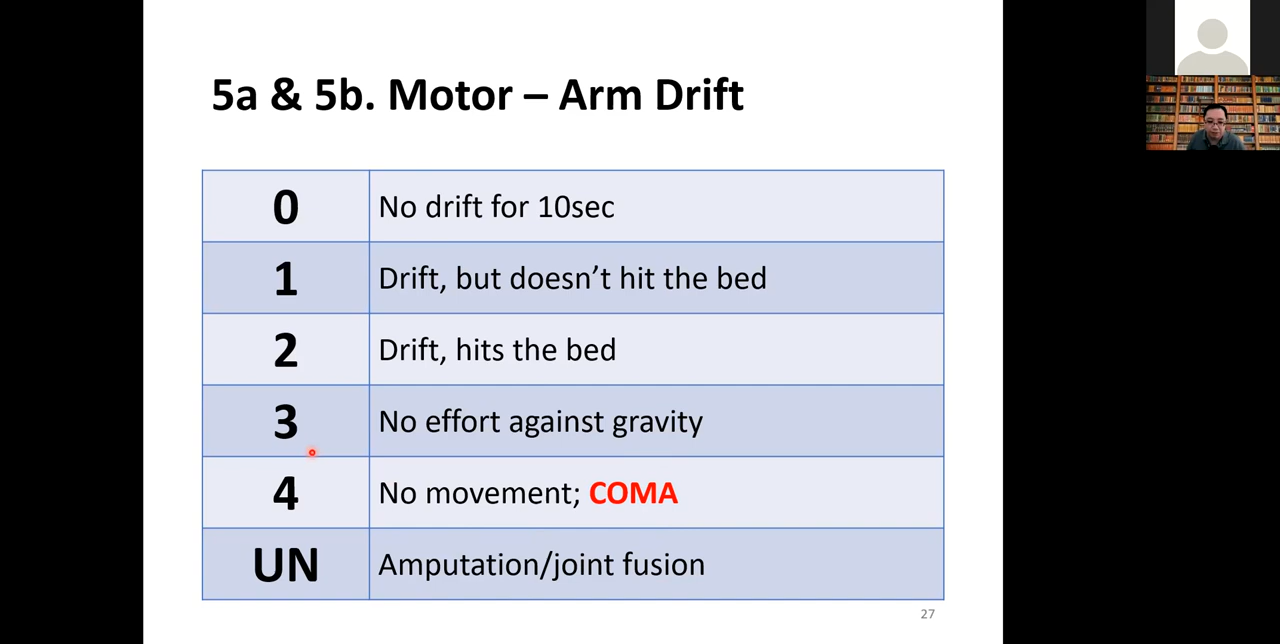 5a & 5b. Motor – Arm Drift
0 No drift for 10sec
1 Drift, but doesn’t hit the bed
2 Drift, hits the bed
3 No effort against gravity
4 No movement; COMA
UN Amputation/joint fusion
27